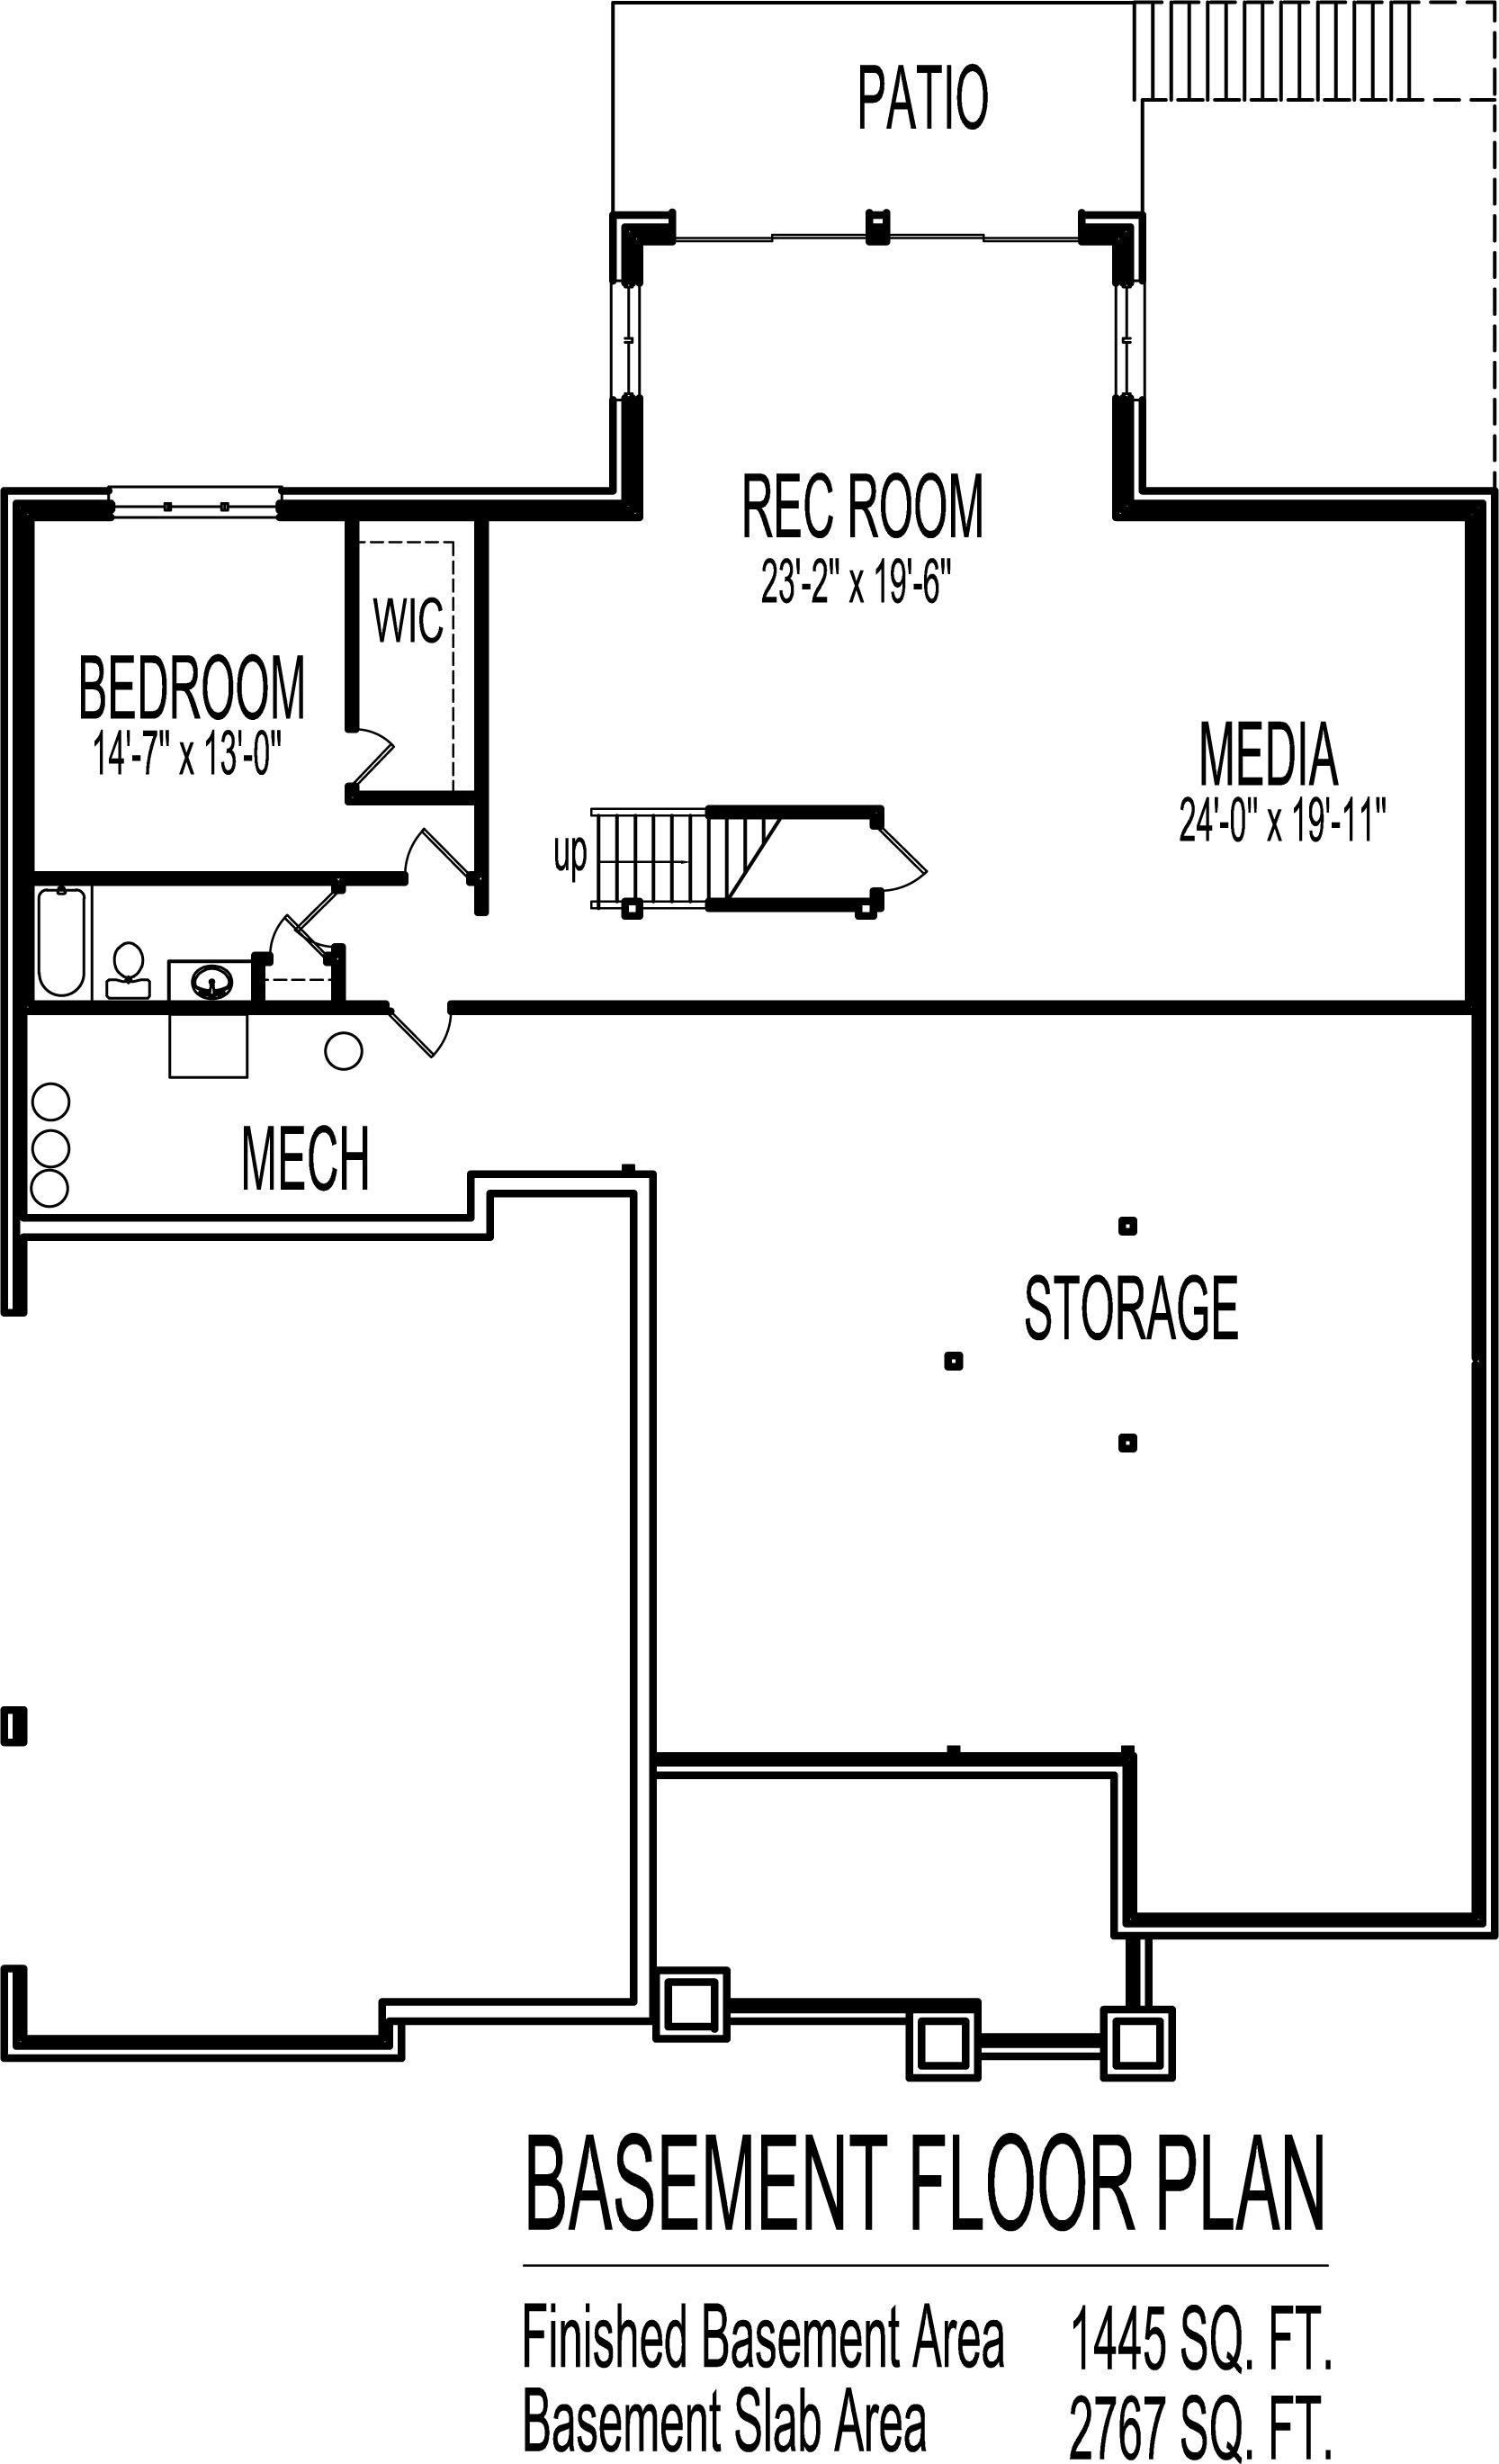 PATIO
REC ROOM
23'-2" x 19'-6"
WIC
BEDROOM
14'-7" x 13'-0"
MEDIA
24'-0" x 19'-11"
up
MECH
STORAGE
BASEMENT FLOOR PLAN
Finished Basement Area 1445 SQ. FT.
Basement Slab Area 2767 SQ. FT.